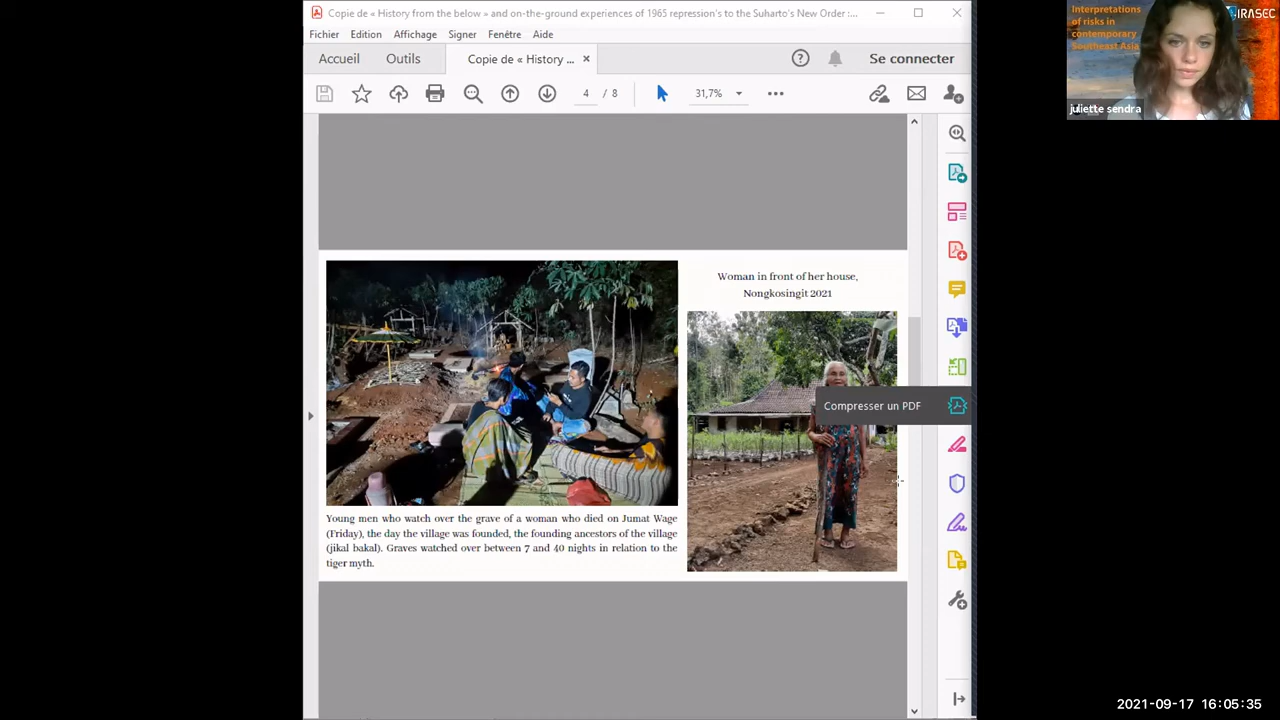 Copie de « History from the below » and on-the-ground experiences of 1965 repression's to the Suharto's New Order :...
Fichier Edition Affichage Signer Fenêtre Aide
Accueil Outils Copie de « History ... × Se connecter
4 / 8 31,7%
Woman in front of her house,
Nongkosingit 2021
Compresser un PDF
Young men who watch over the grave of a woman who died on Jumat Wage
(Friday), the day the village was founded, the founding ancestors of the village
(jikal bakal). Graves watched over between 7 and 40 nights in relation to the
tiger myth.
Interpretations
of risks in
contemporary
Southeast Asia
IRASEC
juliette sendra
2021-09-17 16:05:35